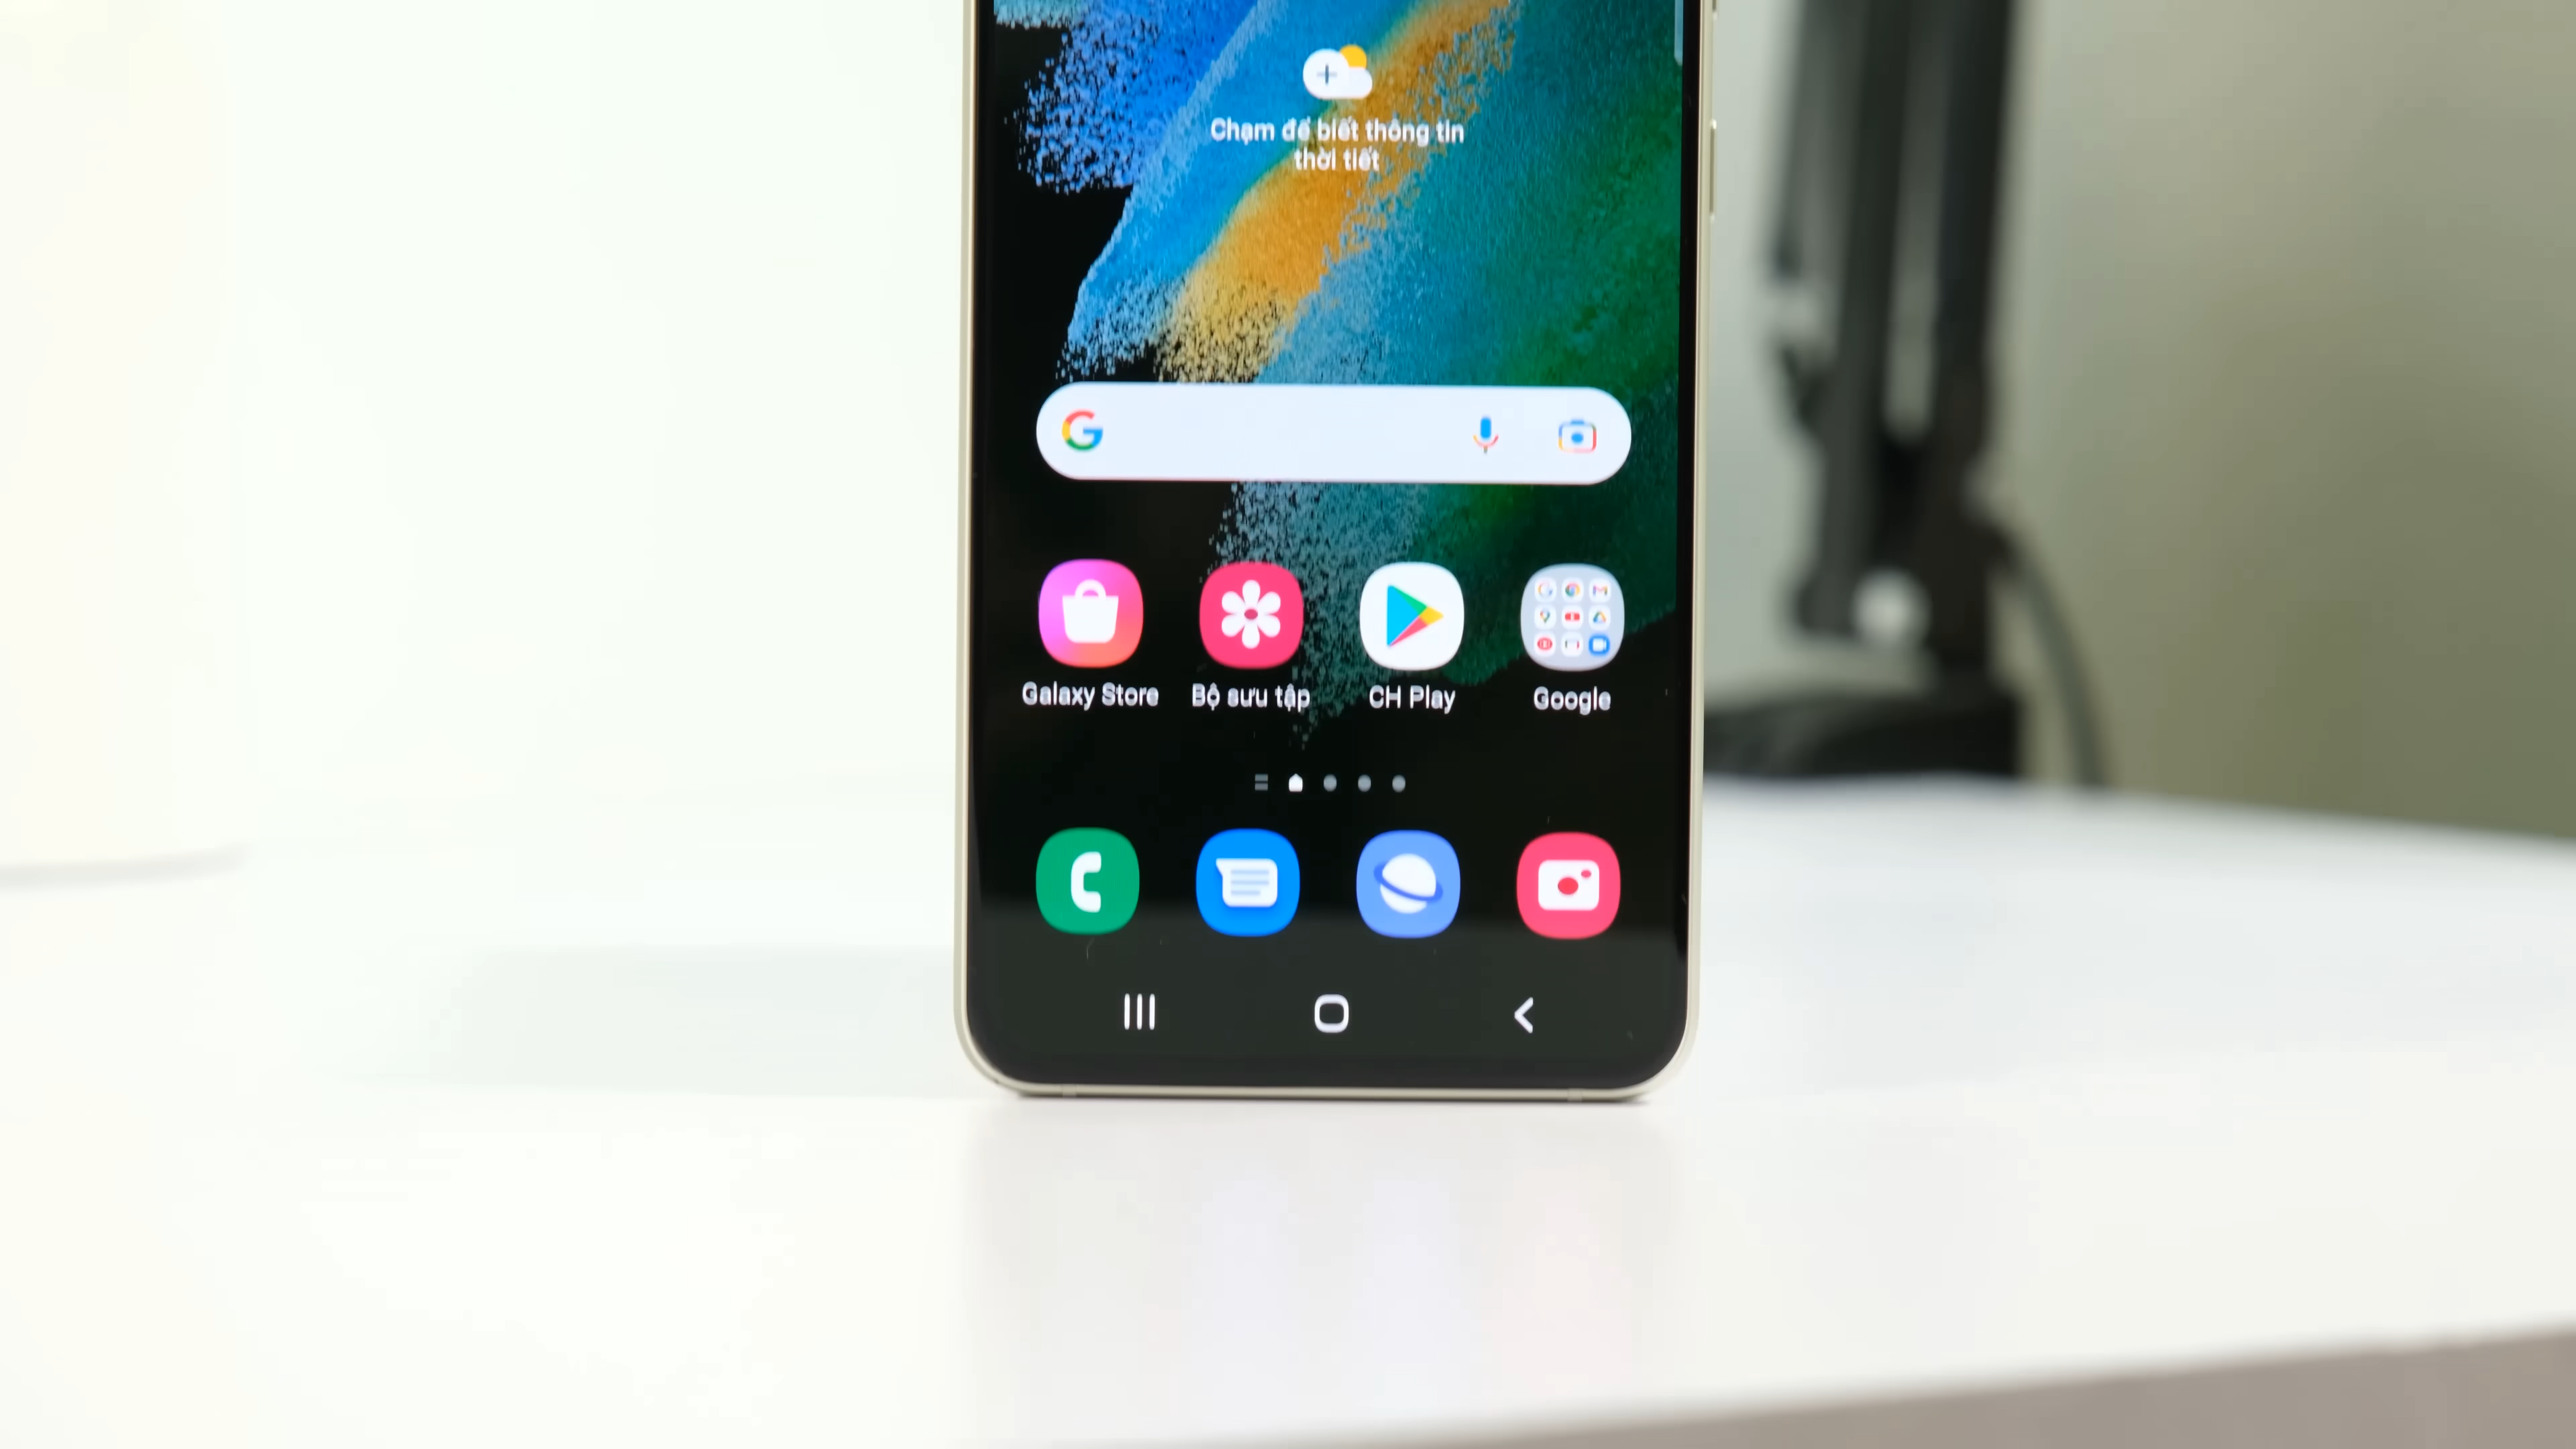 Chạm để biết thông tin
thời tiết
G
Galaxy Store
Bộ sưu tập
CH Play
Google